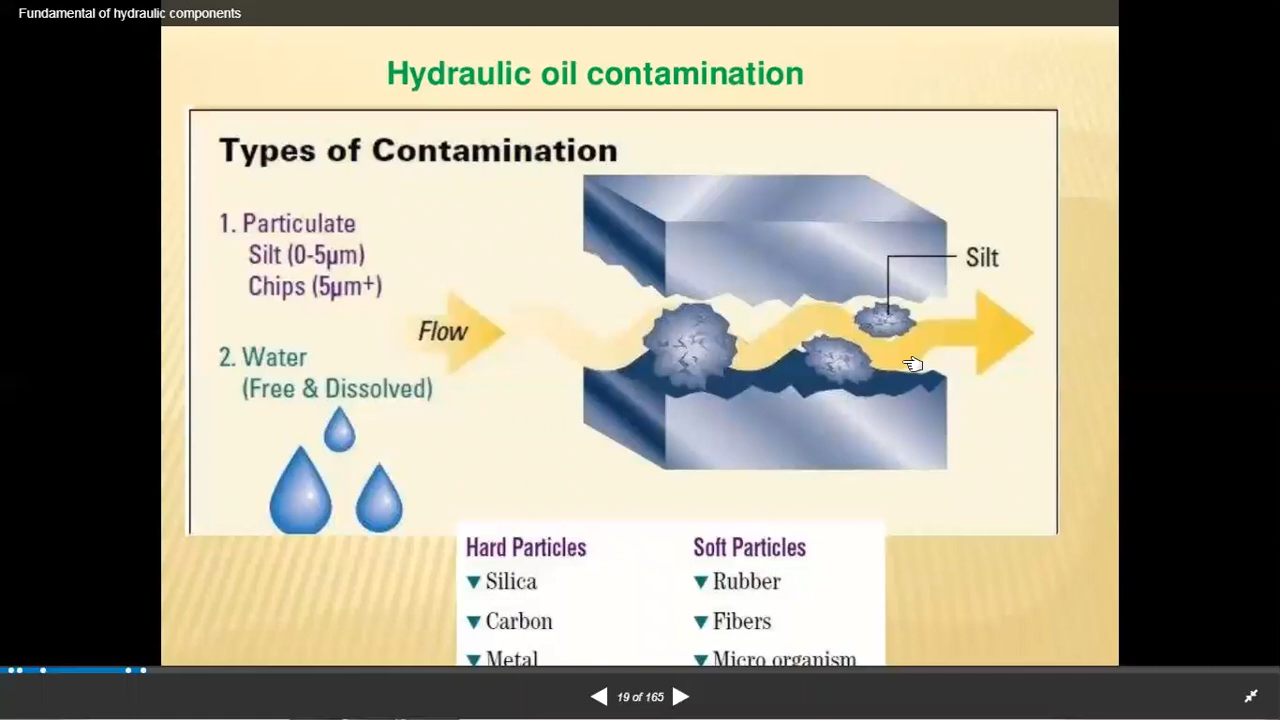 Fundamental of hydraulic components
Hydraulic oil contamination
Types of Contamination
1. Particulate
Silt (0-5µm)
Chips (5µm+)
2. Water
(Free & Dissolved)
Flow
Silt
Hard Particles
Silica
Carbon
Metal
Soft Particles
Rubber
Fibers
Micro organism
19 of 165